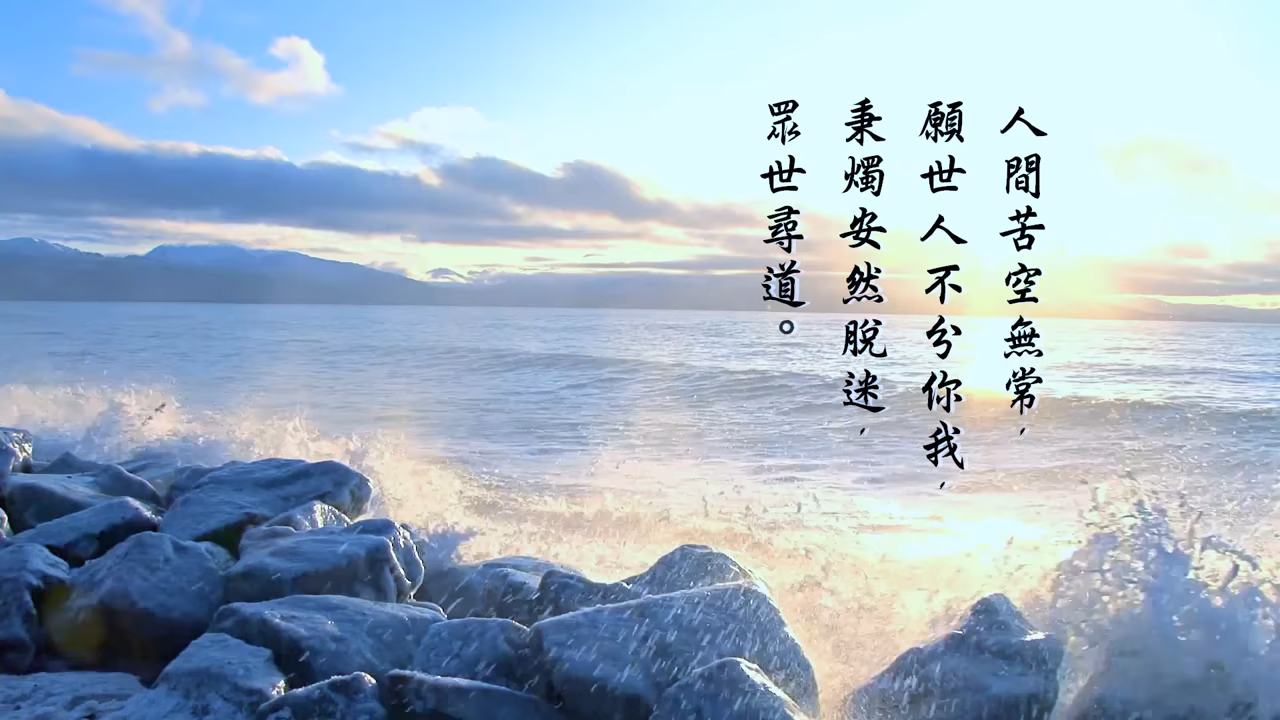 人間苦空無常，
願世人不分你我，
秉燭安然脫迷，
眾世尋道。